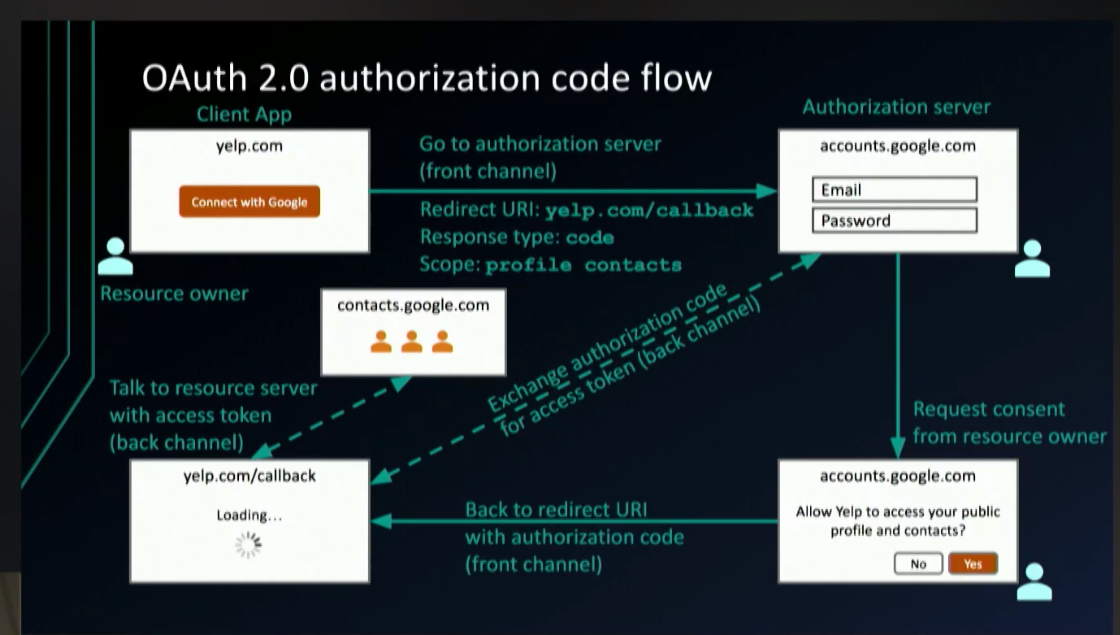 OAuth 2.0 authorization code flow
Client App
yelp.com
Connect with Google
Resource owner
Go to authorization server
(front channel)
Redirect URI: yelp.com/callback
Response type: code
Scope: profile contacts
Authorization server
accounts.google.com
Email
Password
contacts.google.com
Exchange authorization code
for access token (back channel)
Talk to resource server
with access token
(back channel)
Request consent
from resource owner
yelp.com/callback
Loading...
Back to redirect URI
with authorization code
(front channel)
accounts.google.com
Allow Yelp to access your public
profile and contacts?
No
Yes